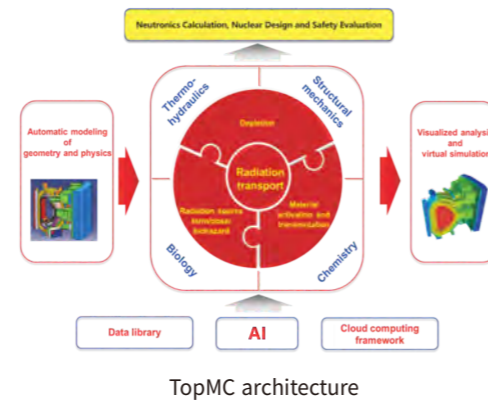 Neutronics Calculation, Nuclear Design and Safety Evaluation
Thermo-
hydraulics
Structural
mechanics
Automatic modeling
of
geometry and physics
Depletion
Radiation
transport
Radiation
Material
activation and
transmutation
Visualized analysis
and
virtual simulation
Biology
Chemistry
Data library
AI
Cloud computing
framework
TopMC architecture